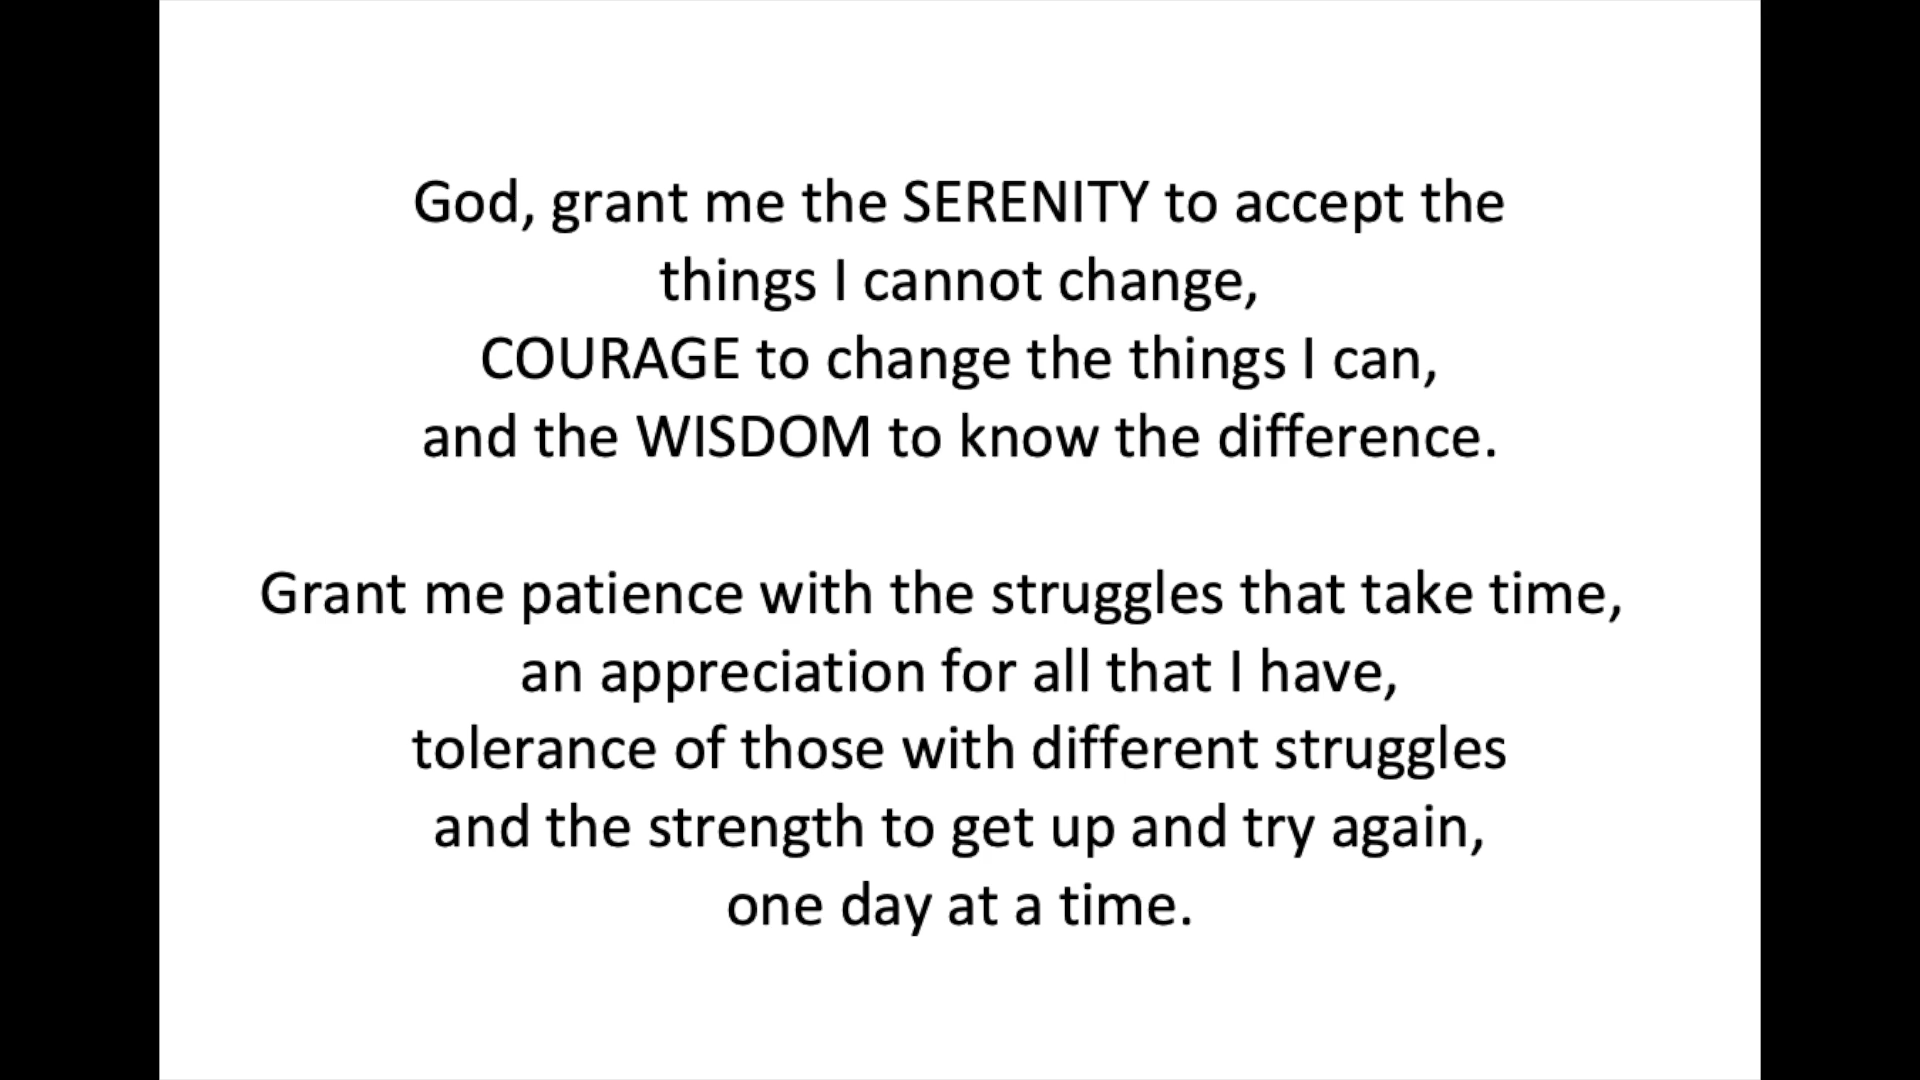 God, grant me the SERENITY to accept the
things I cannot change,
COURAGE to change the things I can,
and the WISDOM to know the difference.
Grant me patience with the struggles that take time,
an appreciation for all that I have,
tolerance of those with different struggles
and the strength to get up and try again,
one day at a time.